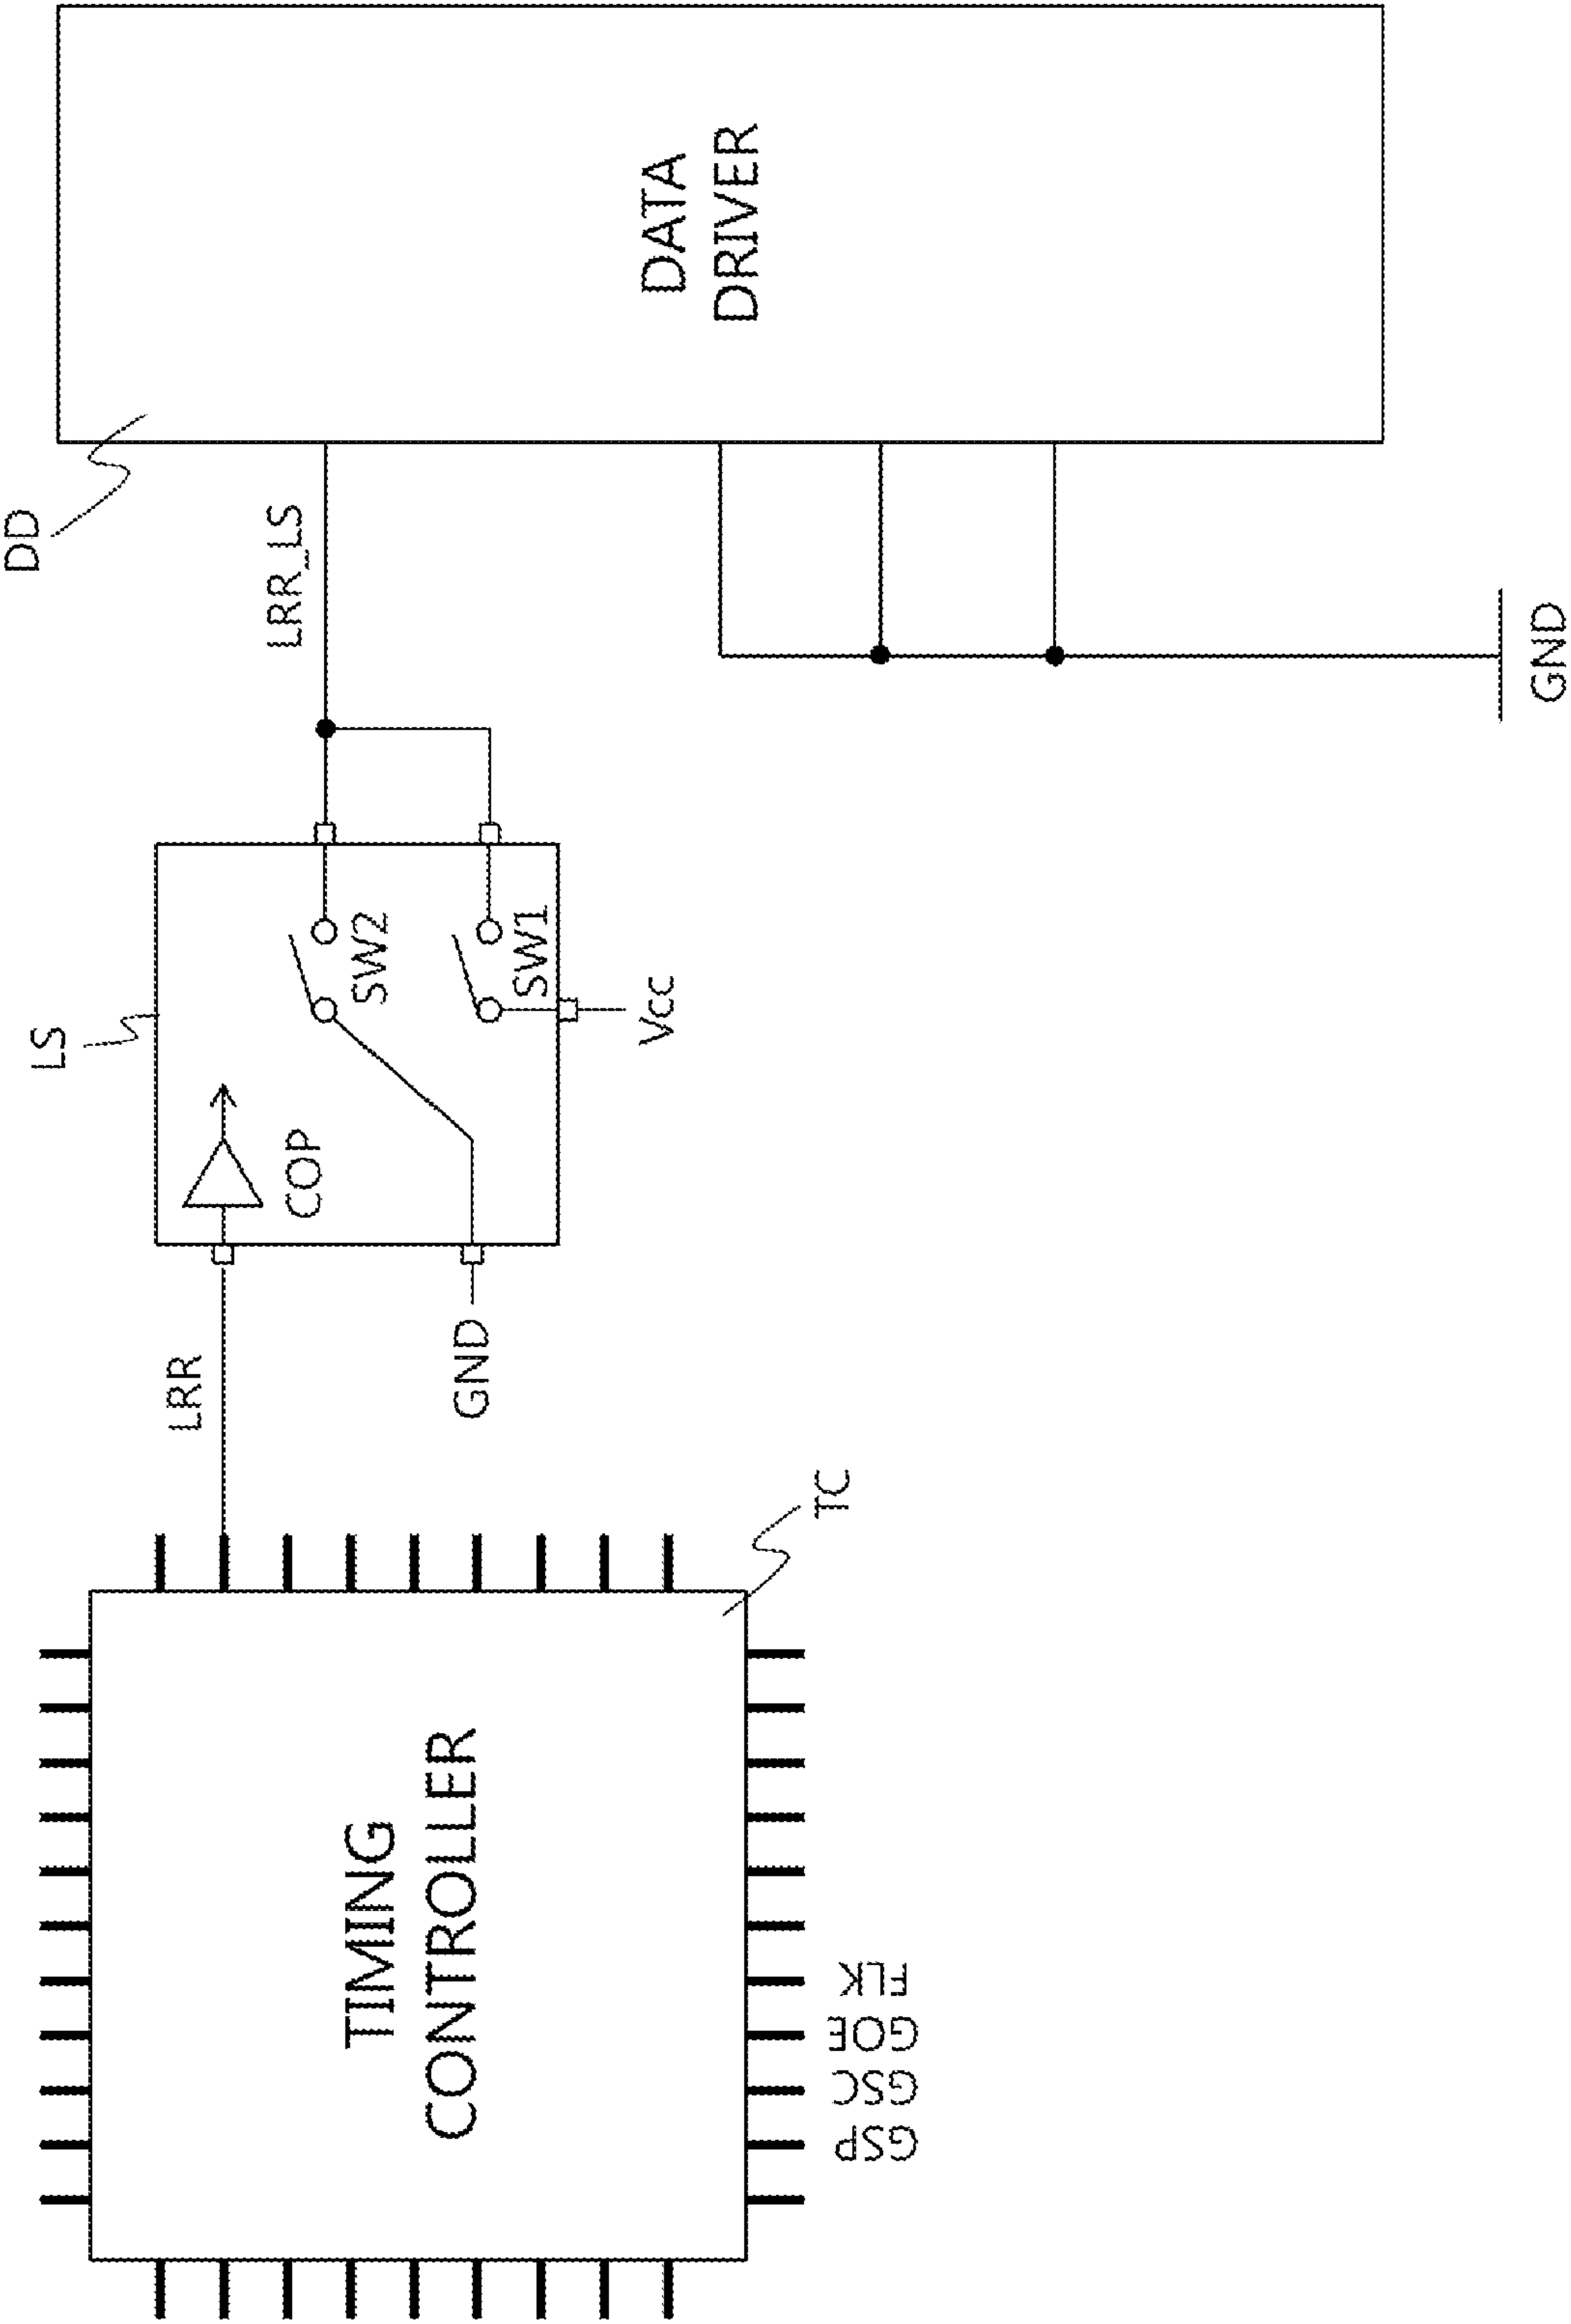 TIMING
CONTROLLER
TC
GSP
GSC
GOE
FLK
LRR
GND
LS
COP
SW2
SW1
Vcc
LRR_LS
DD
DATA
DRIVER
GND